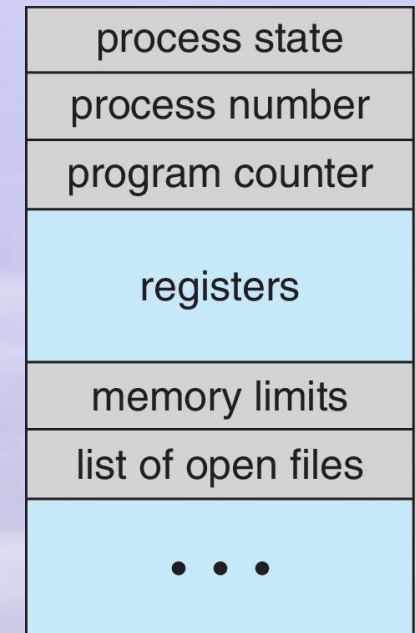 process state
process number
program counter
registers
memory limits
list of open files
• • •